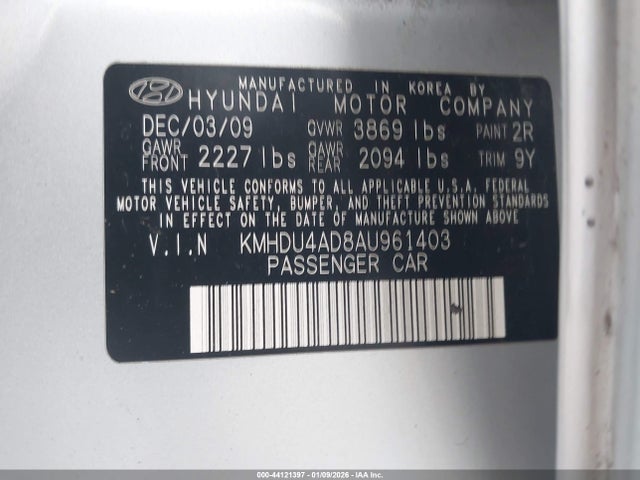 MANUFACTURED IN KOREA BY
HYUNDAI MOTOR COMPANY
DEC/03/09 GVWR 3869 lbs PAINT 2R
GAWR FRONT 2227 lbs GAWR REAR 2094 lbs TRIM 9Y
THIS VEHICLE CONFORMS TO ALL APPLICABLE U.S.A. FEDERAL
MOTOR VEHICLE SAFETY, BUMPER, AND THEFT PREVENTION STANDARDS
IN EFFECT ON THE DATE OF MANUFACTURE SHOWN ABOVE
V.I.N KMHDU4AD8AU961403
PASSENGER CAR
000-44121397 - 01/09/2026 - Copyright © 2026 IAA, Inc.